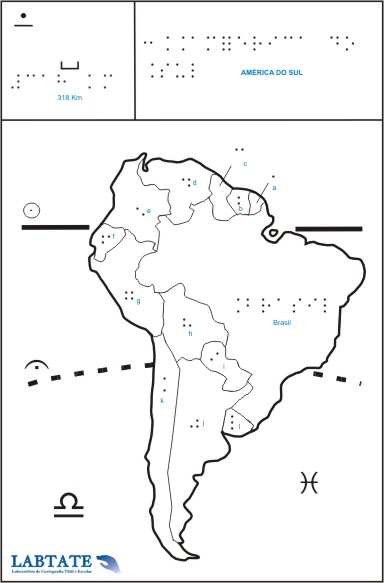 318 Km
AMÉRICA DO SUL
c
d
a
b
e
f
g
Brasil
h
i
k
j
l
LABTATE
Laboratório de Cartografia Tátil e Escolar